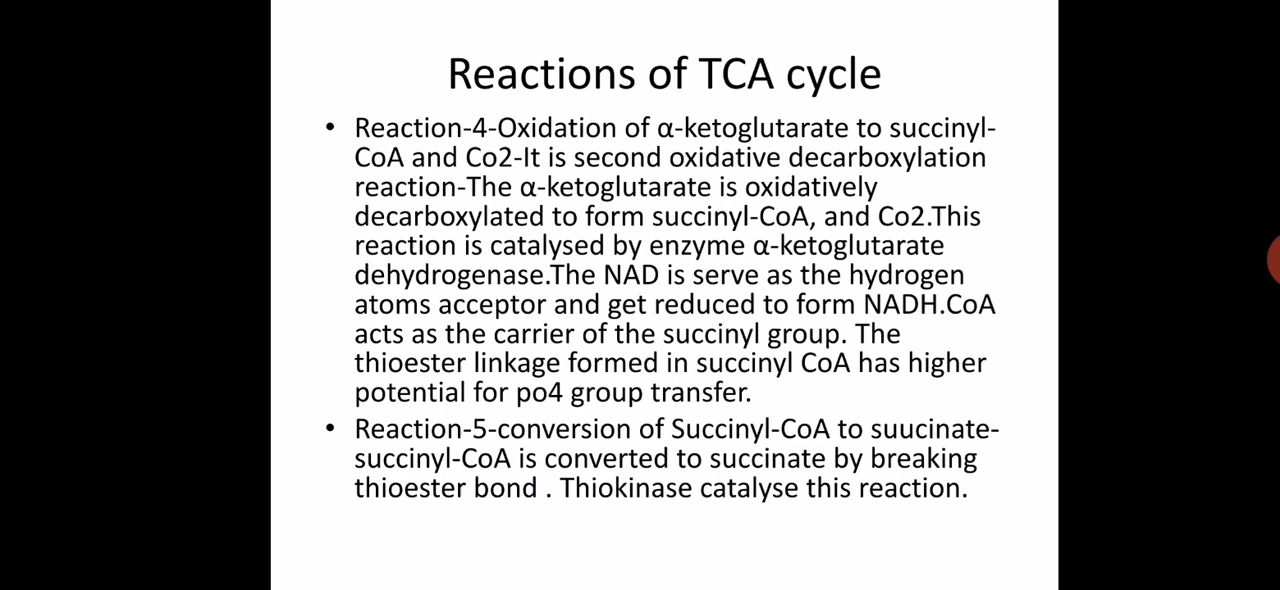 Reactions of TCA cycle
• Reaction-4-Oxidation of α-ketoglutarate to succinyl-
CoA and Co2-It is second oxidative decarboxylation
reaction-The α-ketoglutarate is oxidatively
decarboxylated to form succinyl-CoA, and Co2.This
reaction is catalysed by enzyme α-ketoglutarate
dehydrogenase.The NAD is serve as the hydrogen
atoms acceptor and get reduced to form NADH.CoA
acts as the carrier of the succinyl group. The
thioester linkage formed in succinyl CoA has higher
potential for po4 group transfer.
• Reaction-5-conversion of Succinyl-CoA to suucinate-
succinyl-CoA is converted to succinate by breaking
thioester bond . Thiokinase catalyse this reaction.